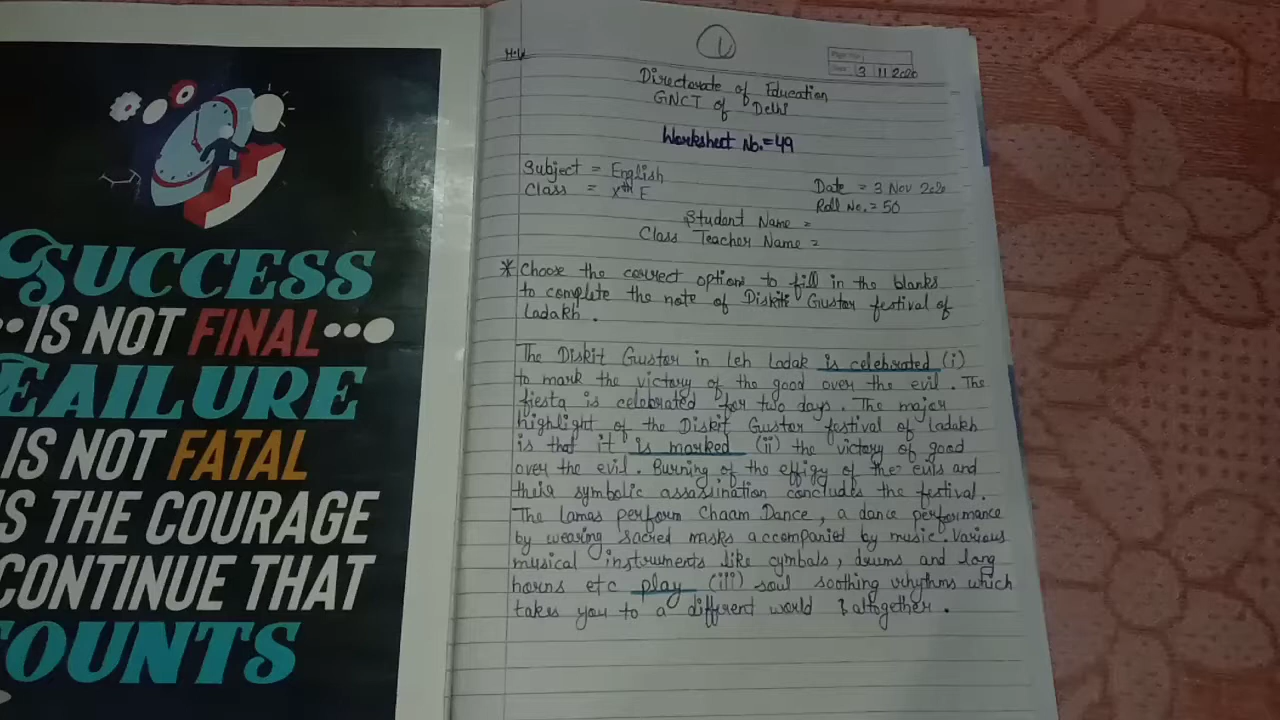 SUCCESS
IS NOT FINAL
FAILURE
IS NOT FATAL
IS THE COURAGE
CONTINUE THAT
COUNTS
1
H.W
3 11 2020
Directorate of Education
GNCT of Delhi
Worksheet No.=49
Subject = English
Class = Xth F
Date = 3 Nov 2020
Roll No.= 50
Student Name =
Class Teacher Name =
* Choose the correct options to fill in the blanks
to complete the note of Diskit Gustor festival of
Ladakh.
The Diskit Gustor in Leh Ladak is celebrated (i)
to mark the victory of the good over the evil. The
fiesta is celebrated for two days. The major
highlight of the Diskit Gustor festival of Ladakh
is that it is marked (ii) the victory of good
over the evil. Burning of the effigy of the evils and
their symbolic assassination concludes the festival.
The Lamas perform Chaam Dance, a dance performance
by wearing sacred masks accompanied by music. Various
musical instruments like cymbals, drums and long
horns etc play (iii) soul soothing rhythms which
takes you to a different world altogether.